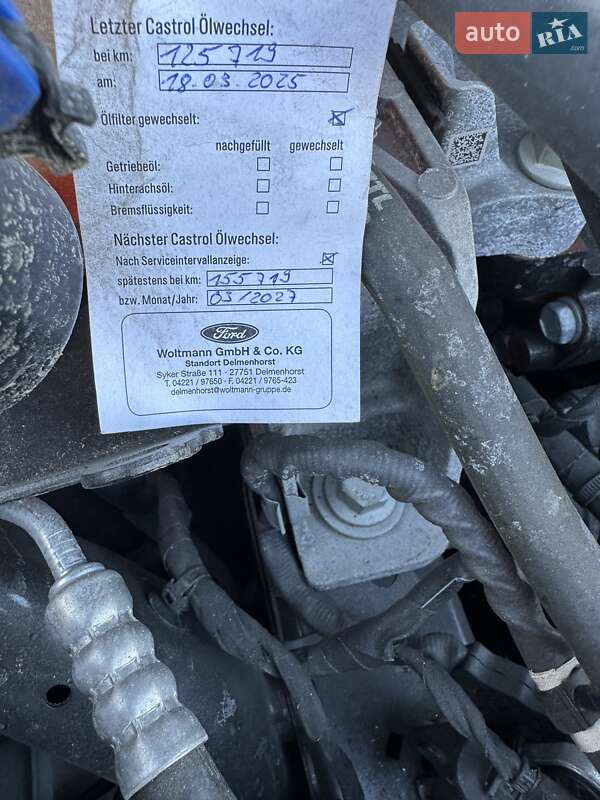 auto RIA .com
Letzter Castrol Ölwechsel:
bei km: 125719
am: 18.03.2025
Ölfilter gewechselt:
nachgefüllt gewechselt
Getriebeöl:
Hinterachsöl:
Bremsflüssigkeit:
Nächster Castrol Ölwechsel:
Nach Serviceintervallanzeige:
spätestens bei km: 155719
bzw. Monat/Jahr: 03/2027
Ford
Woltmann GmbH & Co. KG
Standort Delmenhorst
Syker Straße 111 - 27751 Delmenhorst
T. 04221 / 97650 - F. 04221 / 9765-423
delmenhorst@woltmann-gruppe.de